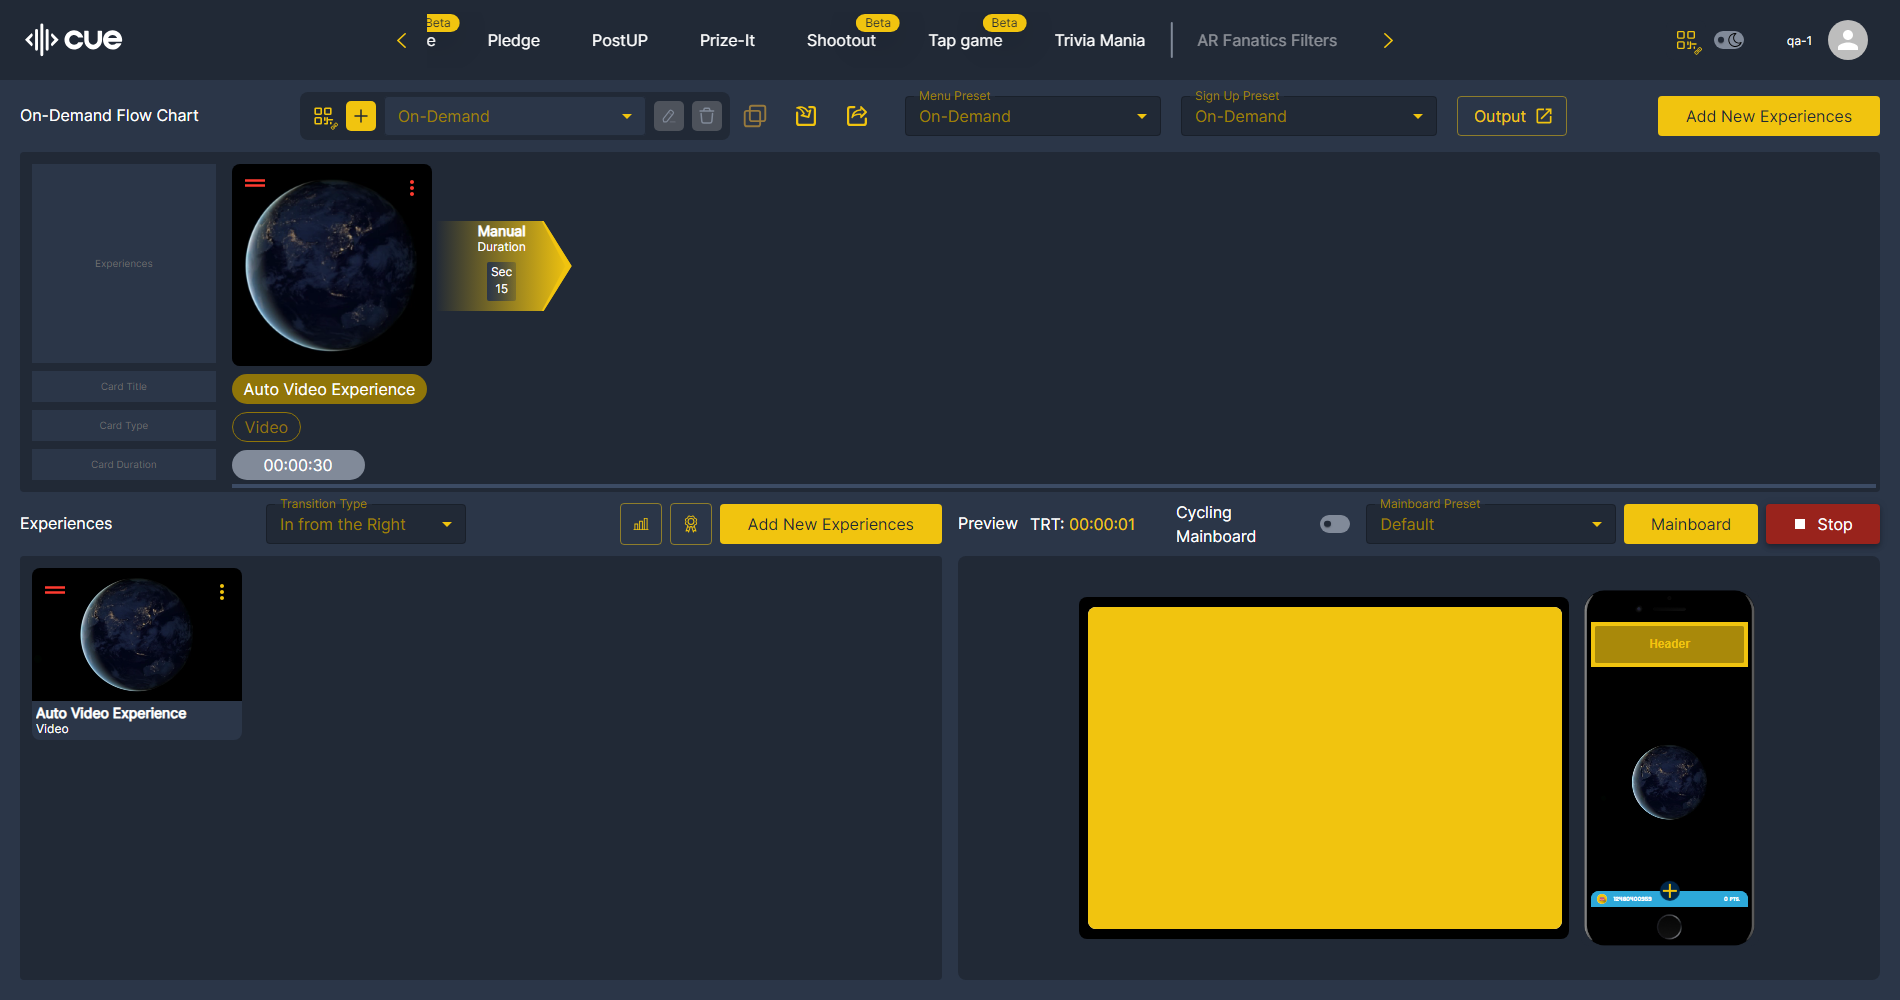 cue
Beta
e
Pledge
PostUP
Prize-It
Beta
Shootout
Beta
Tap game
Trivia Mania
AR Fanatics Filters
qa-1
On-Demand Flow Chart
On-Demand
Menu Preset
On-Demand
Sign Up Preset
On-Demand
Output
Add New Experiences
Experiences
Manual
Duration
Sec
15
Card Title
Auto Video Experience
Card Type
Video
Card Duration
00:00:30
Experiences
Transition Type
In from the Right
Add New Experiences
Preview
TRT: 00:00:01
Cycling
Mainboard
Mainboard Preset
Default
Mainboard
Stop
Auto Video Experience
Video
Header
0 PTS.